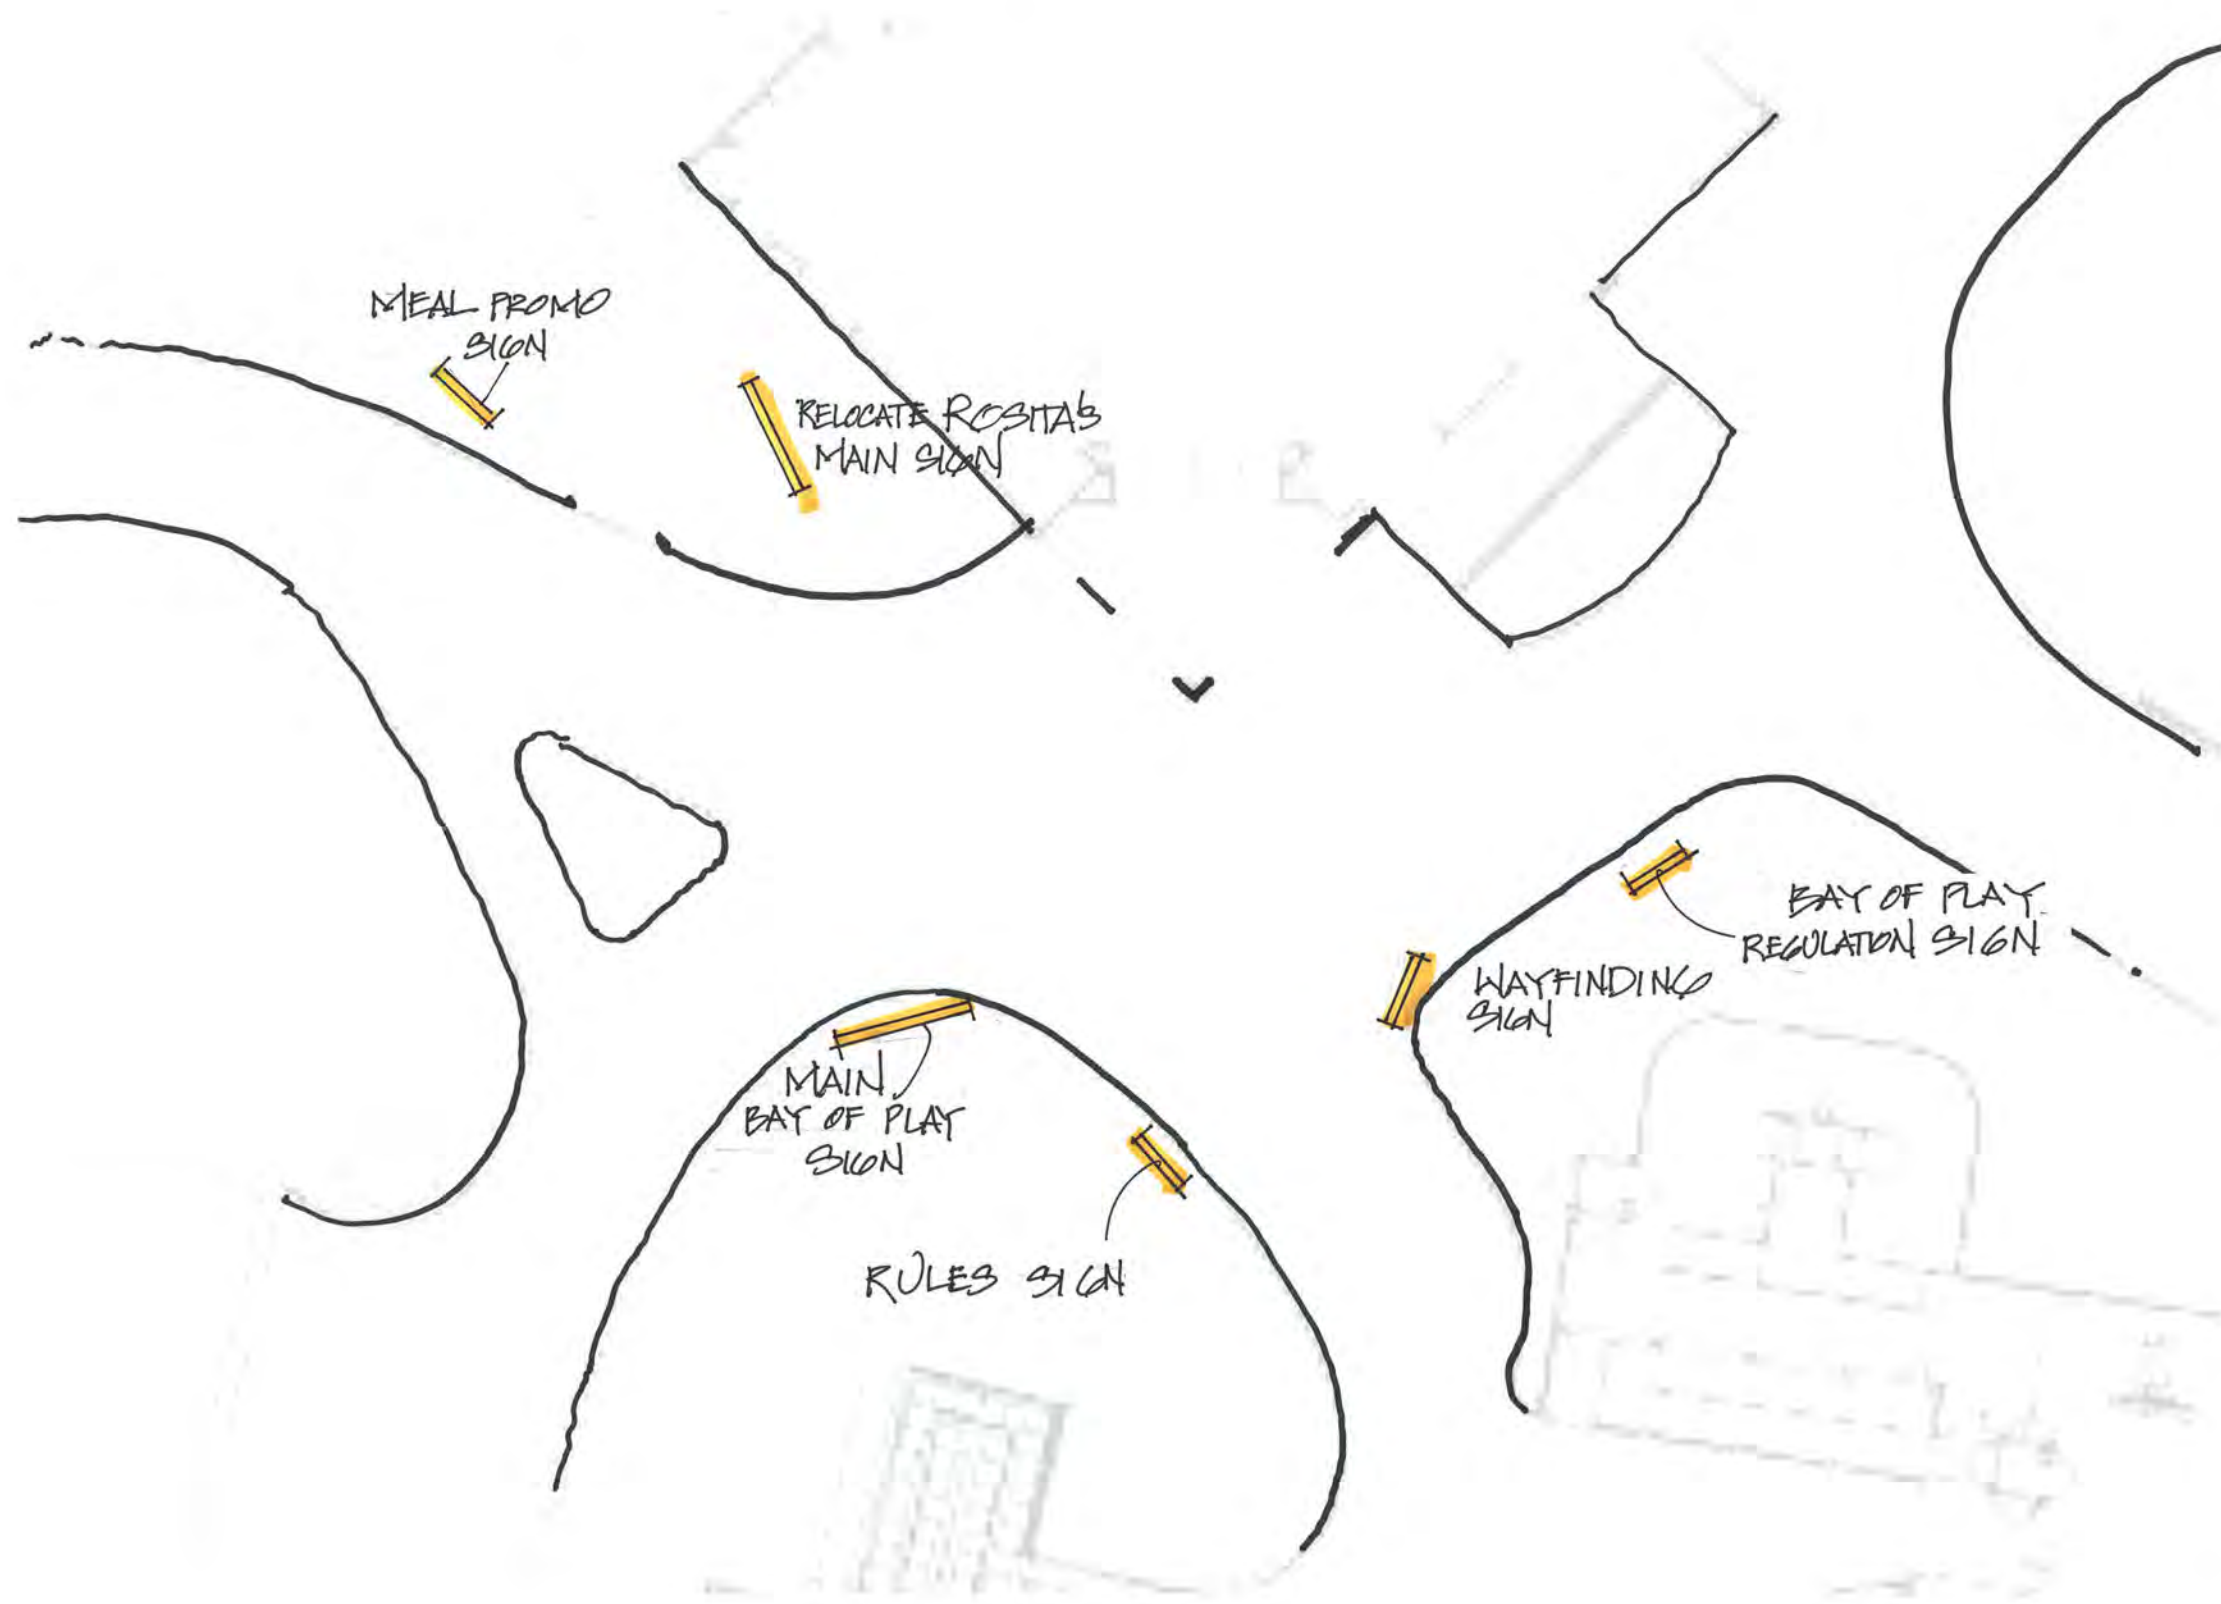 MEAL PROMO
SIGN
RELOCATE ROSITA'S
MAIN SIGN
BAY OF PLAY
REGULATION SIGN
WAYFINDING
SIGN
MAIN
BAY OF PLAY
SIGN
RULES SIGN